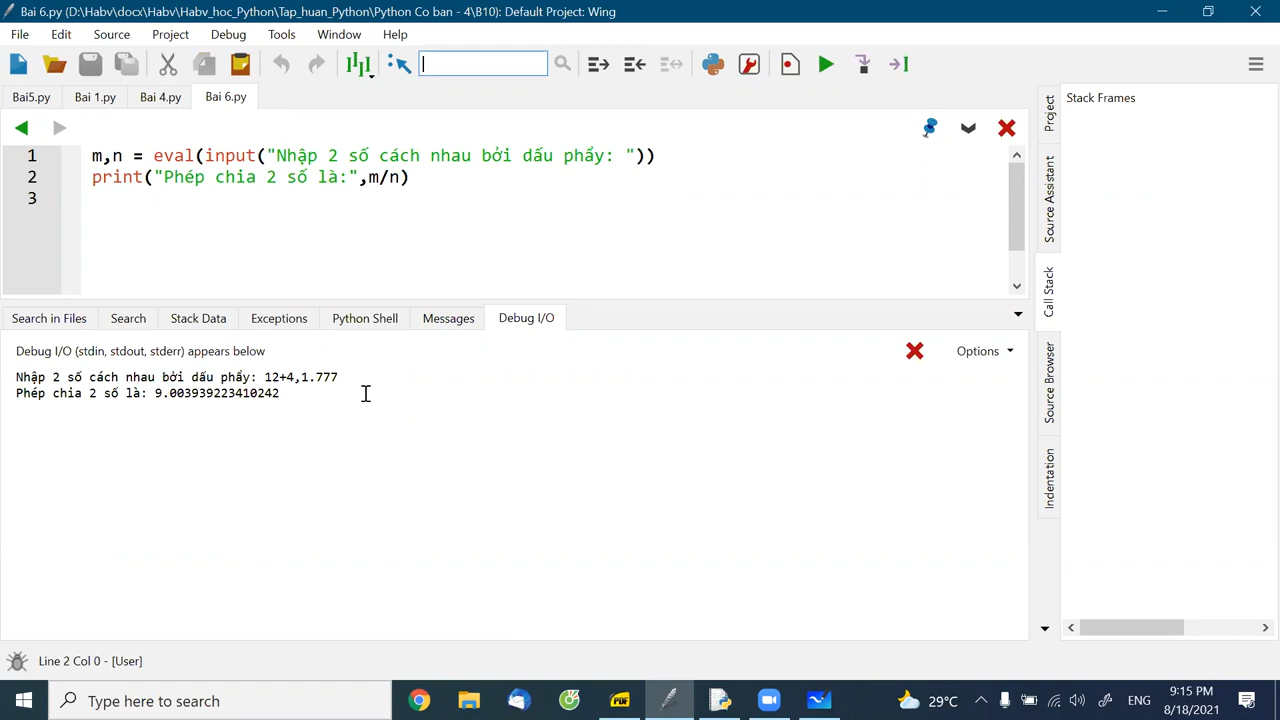 Bai 6.py (D:\Habv\docx\Habv\Habv_hoc_Python\Tap_huan_Python\Python Co ban - 4\B10): Default Project: Wing
File Edit Source Project Debug Tools Window Help
Bai5.py Bai 1.py Bai 4.py Bai 6.py
Stack Frames
1 m,n = eval(input("Nhập 2 số cách nhau bởi dấu phẩy: "))
2 print("Phép chia 2 số là:",m/n)
3
Project
Source Assistant
Call Stack
Source Browser
Indentation
Search in Files Search Stack Data Exceptions Python Shell Messages Debug I/O
Debug I/O (stdin, stdout, stderr) appears below
Options
Nhập 2 số cách nhau bởi dấu phẩy: 12+4,1.777
Phép chia 2 số là: 9.003939223410242
Line 2 Col 0 - [User]
Type here to search
PDF
29°C
ENG
9:15 PM
8/18/2021